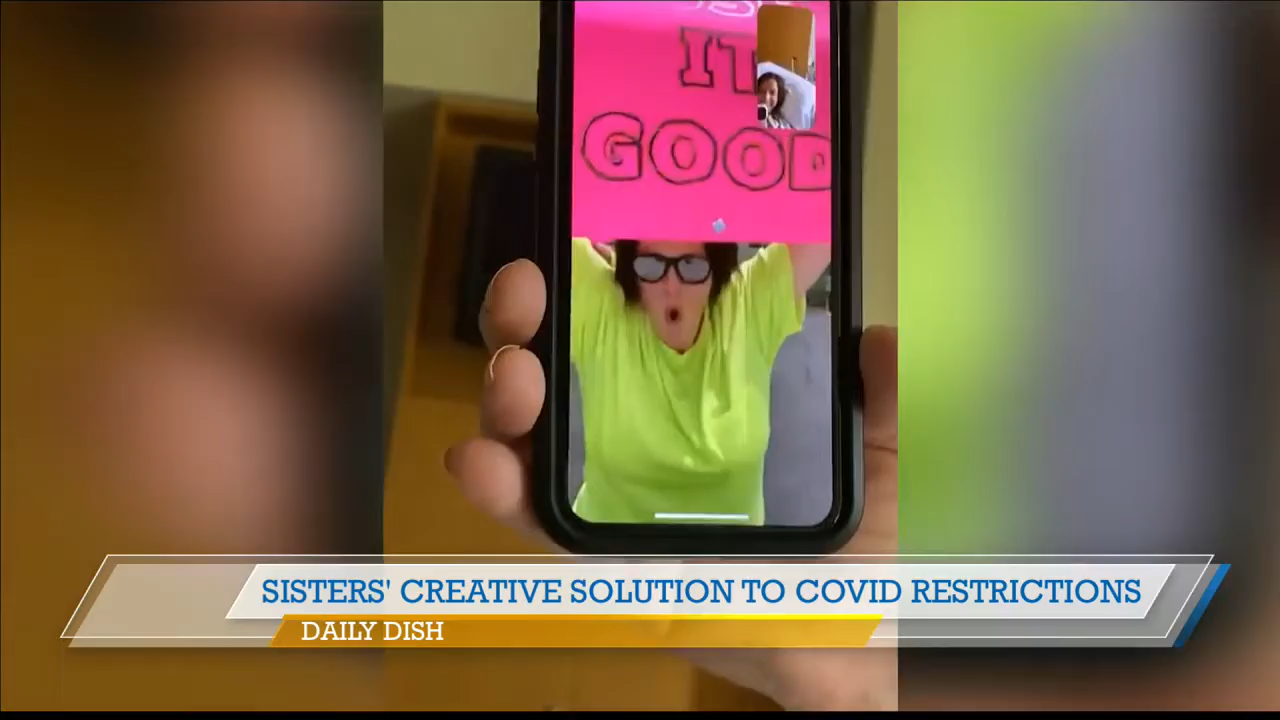 IT
GOOD
SISTERS' CREATIVE SOLUTION TO COVID RESTRICTIONS
DAILY DISH